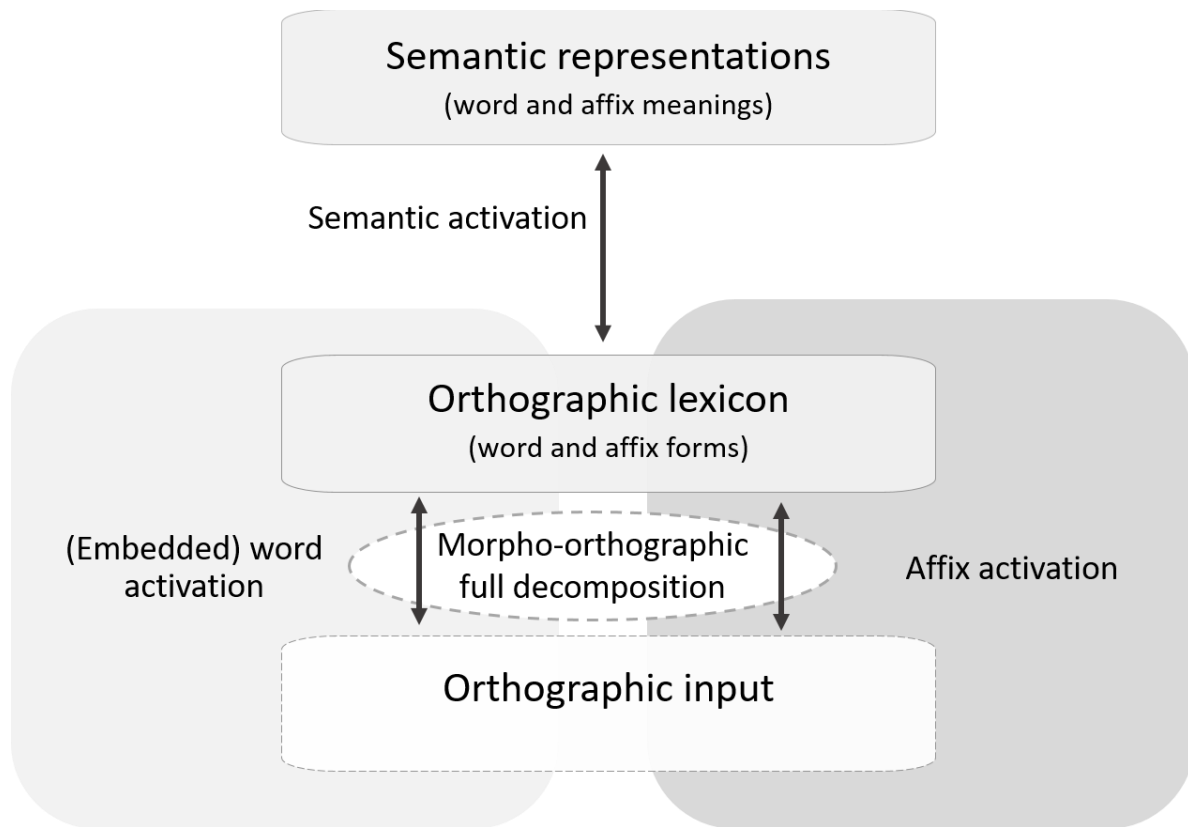 Semantic representations
(word and affix meanings)
Semantic activation
Orthographic lexicon
(word and affix forms)
(Embedded) word
activation
Morpho-orthographic
full decomposition
Affix activation
Orthographic input